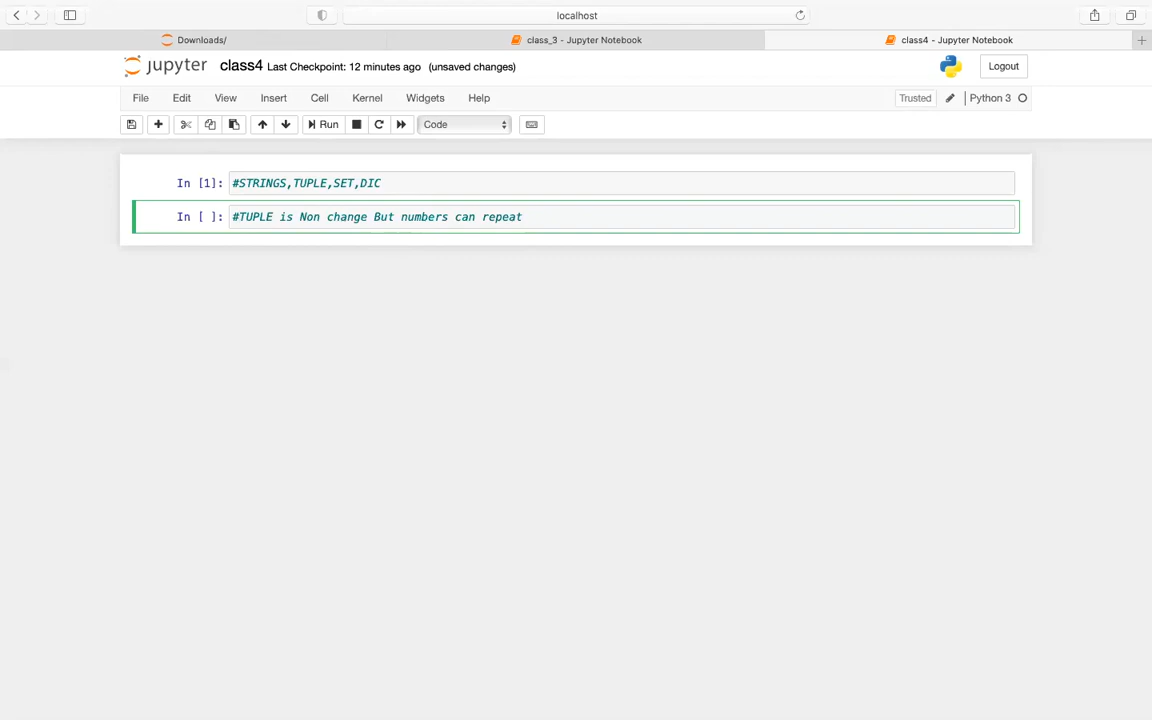 localhost
Downloads/
class_3 - Jupyter Notebook
class4 - Jupyter Notebook
jupyter class4 Last Checkpoint: 12 minutes ago (unsaved changes)
Logout
File Edit View Insert Cell Kernel Widgets Help
Trusted
Python 3
Run
Code
In [1]: #STRINGS,TUPLE,SET,DIC
In [ ]: #TUPLE is Non change But numbers can repeat